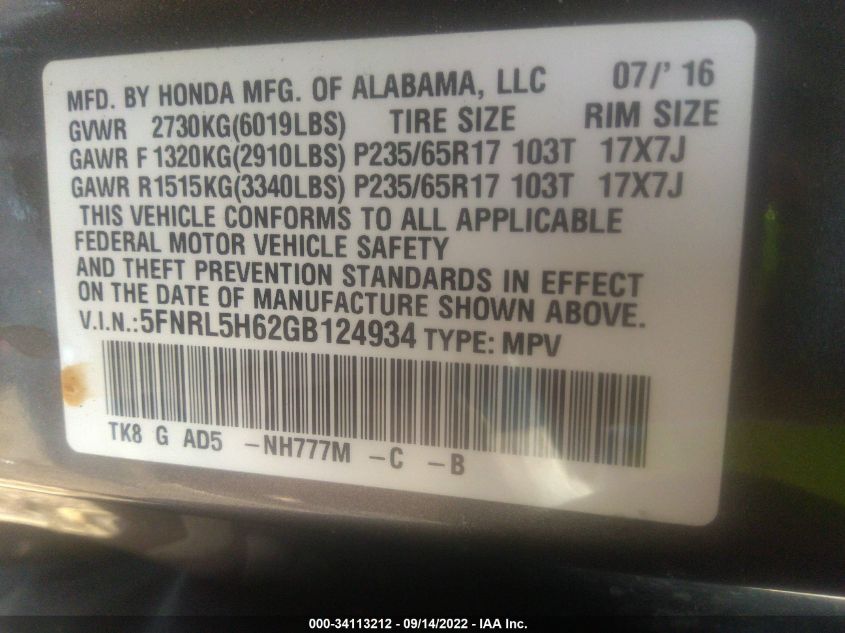 MFD. BY HONDA MFG. OF ALABAMA, LLC 07/' 16
GVWR 2730KG(6019LBS) TIRE SIZE RIM SIZE
GAWR F 1320KG(2910LBS) P235/65R17 103T 17X7J
GAWR R1515KG(3340LBS) P235/65R17 103T 17X7J
THIS VEHICLE CONFORMS TO ALL APPLICABLE
FEDERAL MOTOR VEHICLE SAFETY
AND THEFT PREVENTION STANDARDS IN EFFECT
ON THE DATE OF MANUFACTURE SHOWN ABOVE.
V.I.N.:5FNRL5H62GB124934 TYPE: MPV
TK8 G AD5 -NH777M -C -B
000-34113212 - 09/14/2022 - IAA Inc.